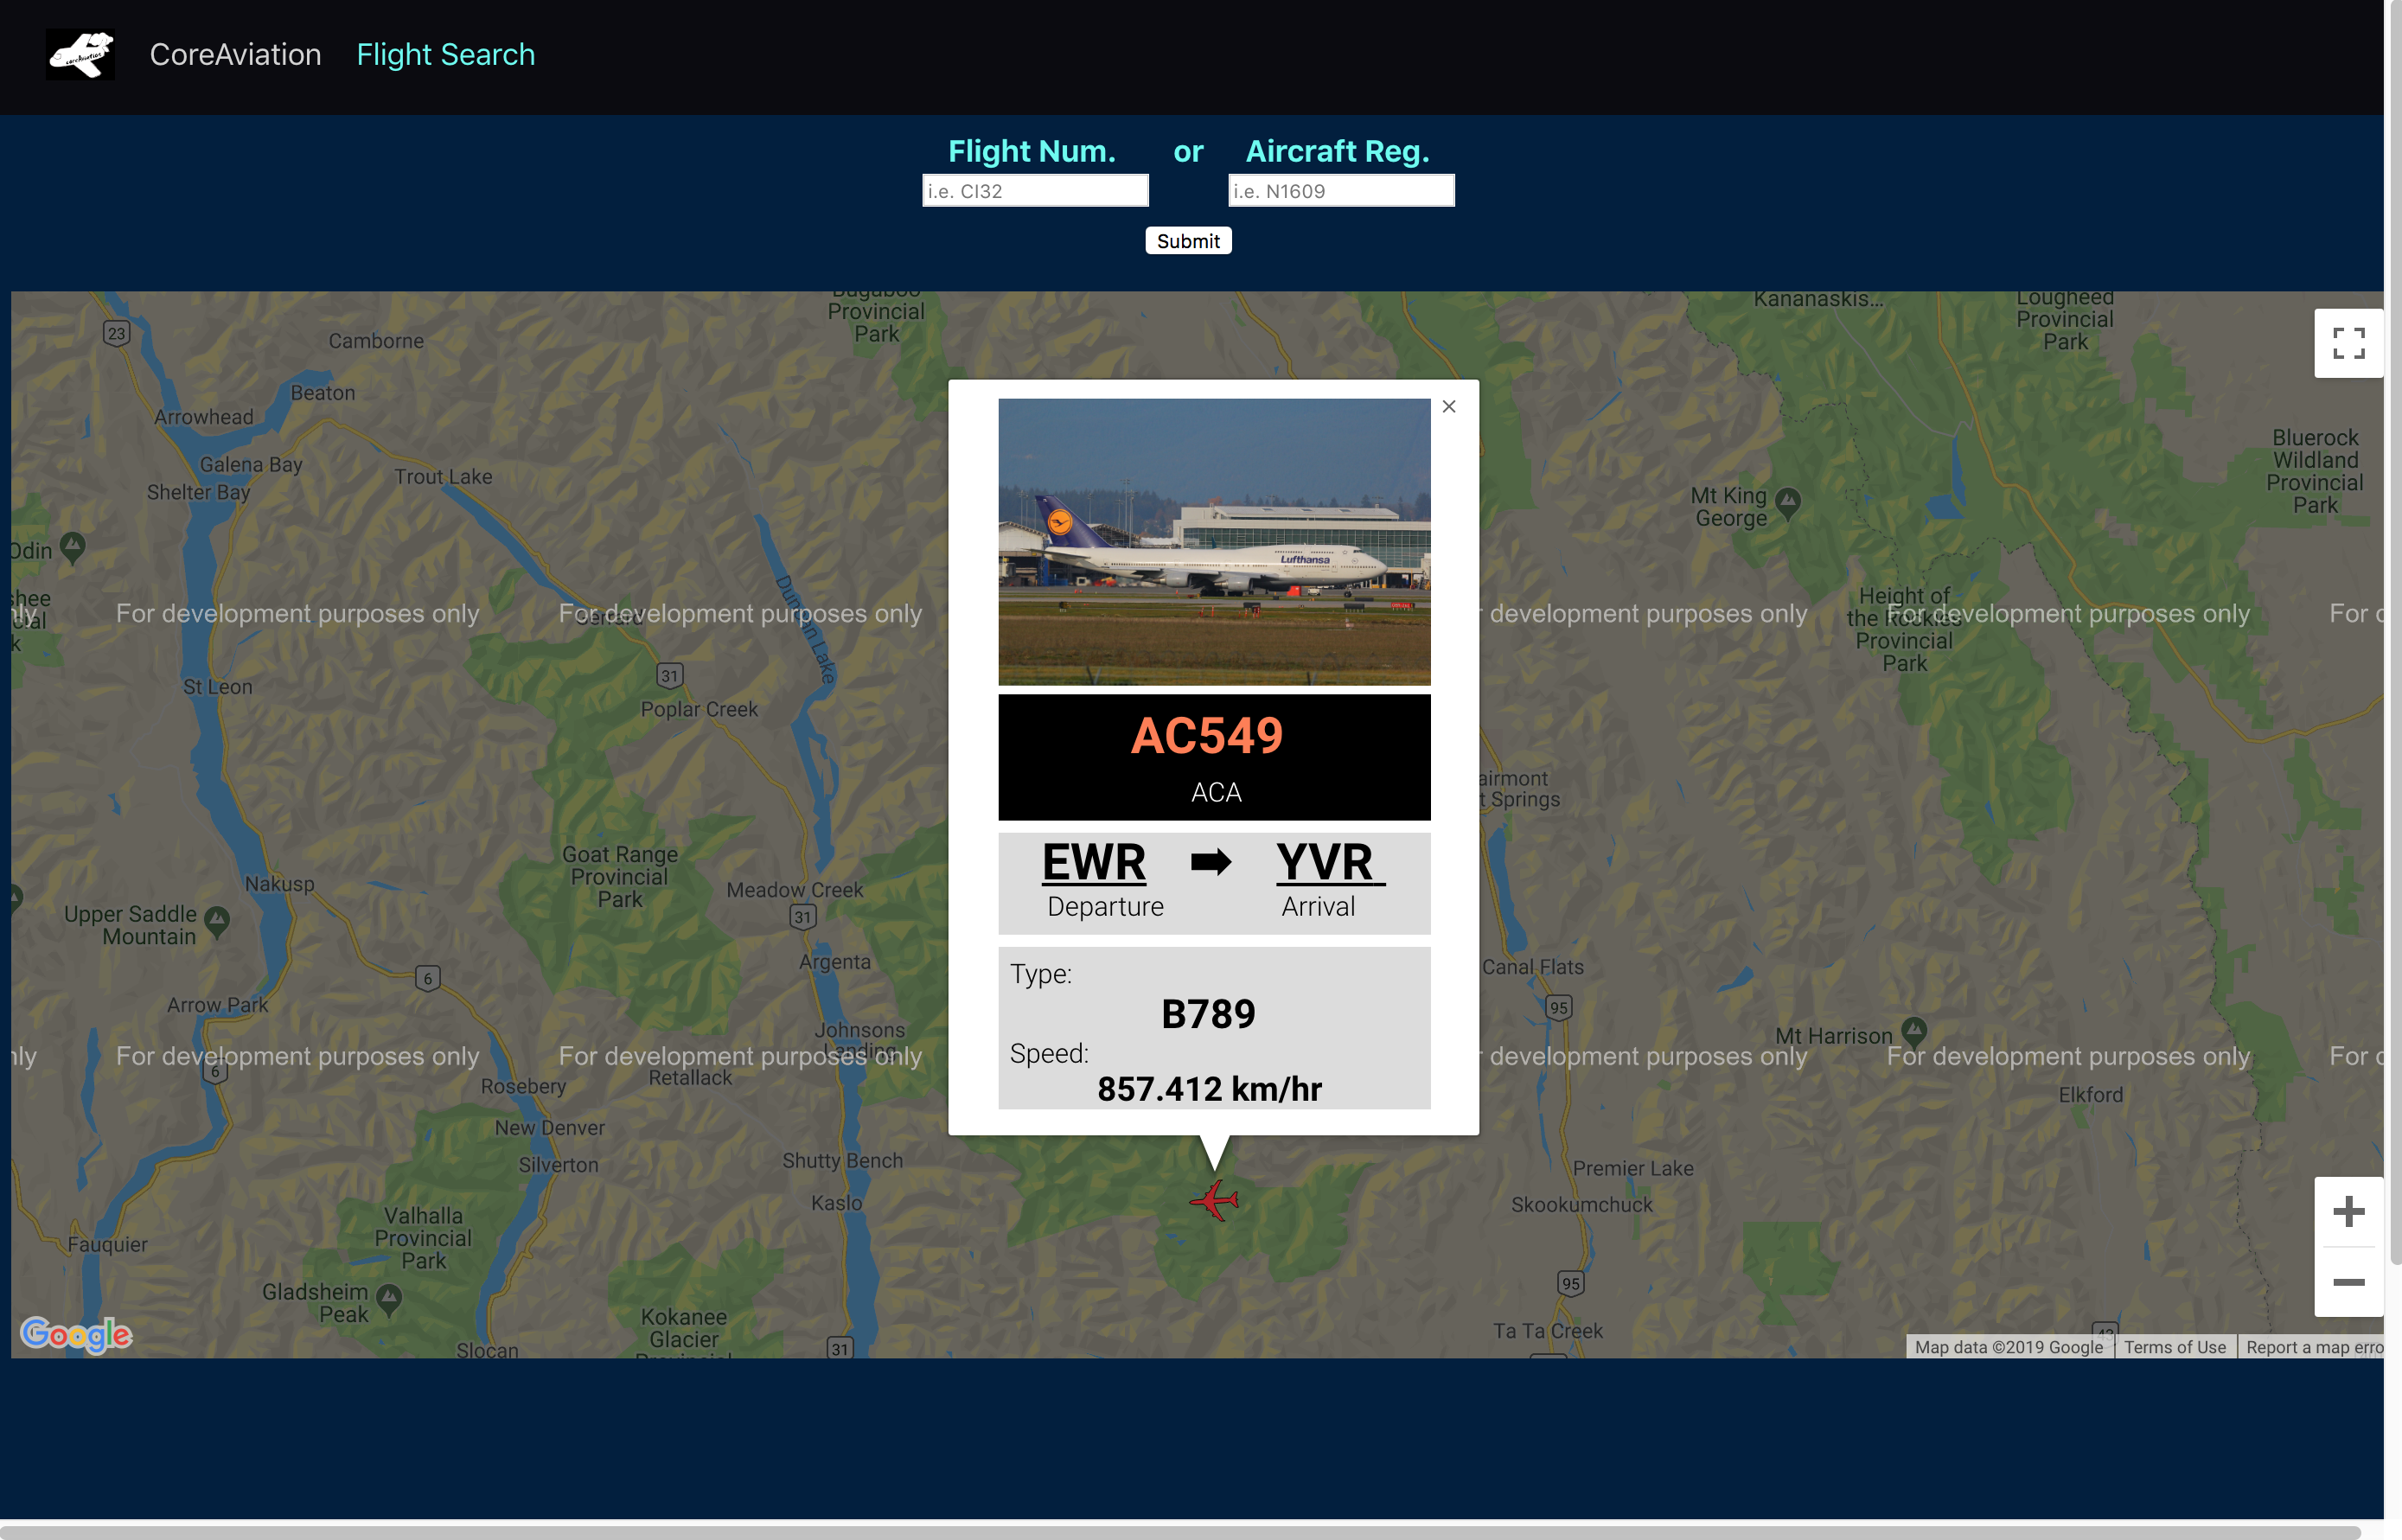 CoreAviation Flight Search
Flight Num. or Aircraft Reg.
i.e. CI32
i.e. N1609
Submit
23
Camborne
Beaton
Arrowhead
Galena Bay
Shelter Bay
Trout Lake
Bugaboo
Provincial
Park
Kananaskis...
Lougheed
Provincial
Park
Bluerock
Wildland
Provincial
Park
Mt King
George
Odin
Height of
the Rockies
Provincial
Park
Duncan Lake
For development purposes only
For development purposes only
development purposes only
For development purposes only
St Leon
31
Poplar Creek
Lufthansa
AC549
ACA
EWR ➡ YVR
Departure
Arrival
Type:
B789
Speed:
857.412 km/hr
Goat Range
Provincial
Park
Nakusp
Meadow Creek
31
Upper Saddle
Mountain
6
Argenta
Arrow Park
Johnsons
Landing
Canal Flats
95
Mt Harrison
For development purposes only
For development purposes only
development purposes only
For development purposes only
6
Rosebery
Retallack
Elkford
New Denver
Silverton
Shutty Bench
Kaslo
Premier Lake
Skookumchuck
Valhalla
Provincial
Park
Fauquier
Gladsheim
Peak
Kokanee
Glacier
Provincial
95
Ta Ta Creek
43
Slocan
31
Google
Map data ©2019 Google
Terms of Use
Report a map erro